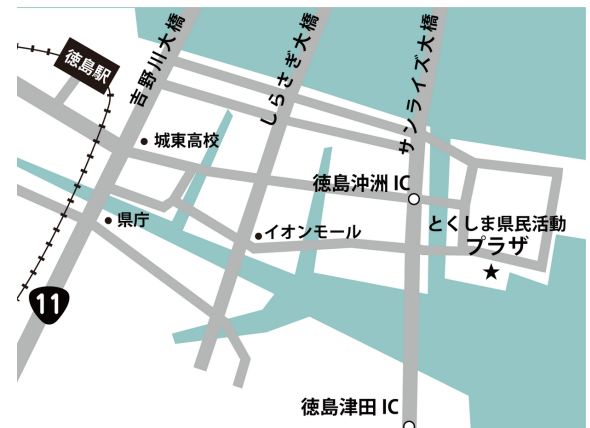 徳島駅
吉野川大橋
しらさぎ大橋
サンライズ大橋
城東高校
徳島沖洲 IC
県庁
イオンモール
とくしま県民活動
プラザ
11
徳島津田 IC